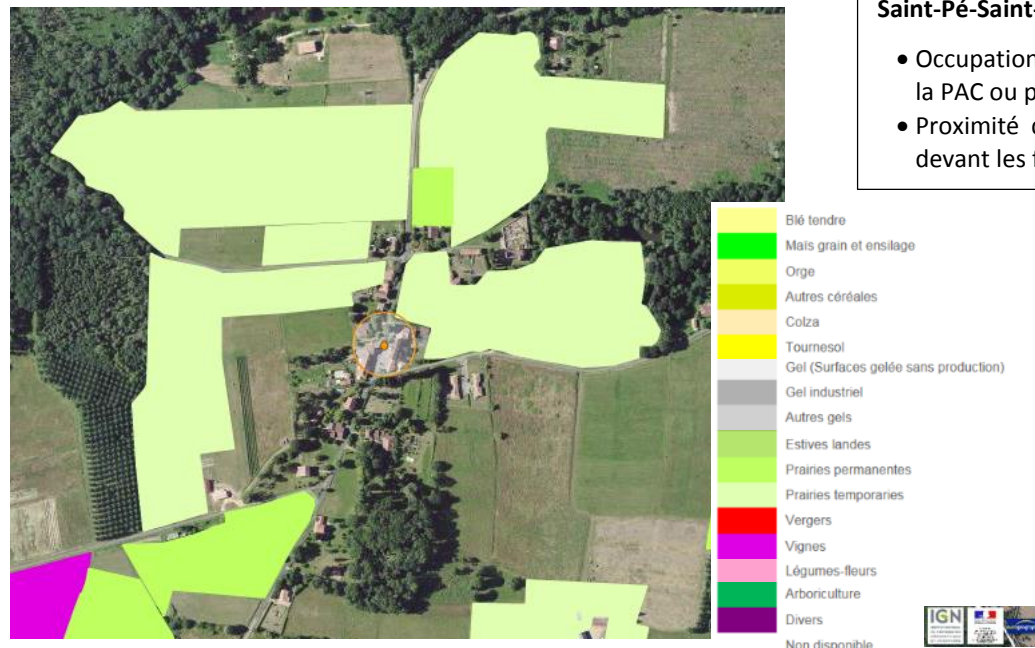 Saint-Pé-Saint-
• Occupation
la PAC ou p
• Proximité d
devant les f
Blé tendre
Maïs grain et ensilage
Orge
Autres céréales
Colza
Tournesol
Gel (Surfaces gelée sans production)
Gel industriel
Autres gels
Estives landes
Prairies permanentes
Prairies temporaries
Vergers
Vignes
Légumes-fleurs
Arboriculture
Divers
Non disponible
IGN